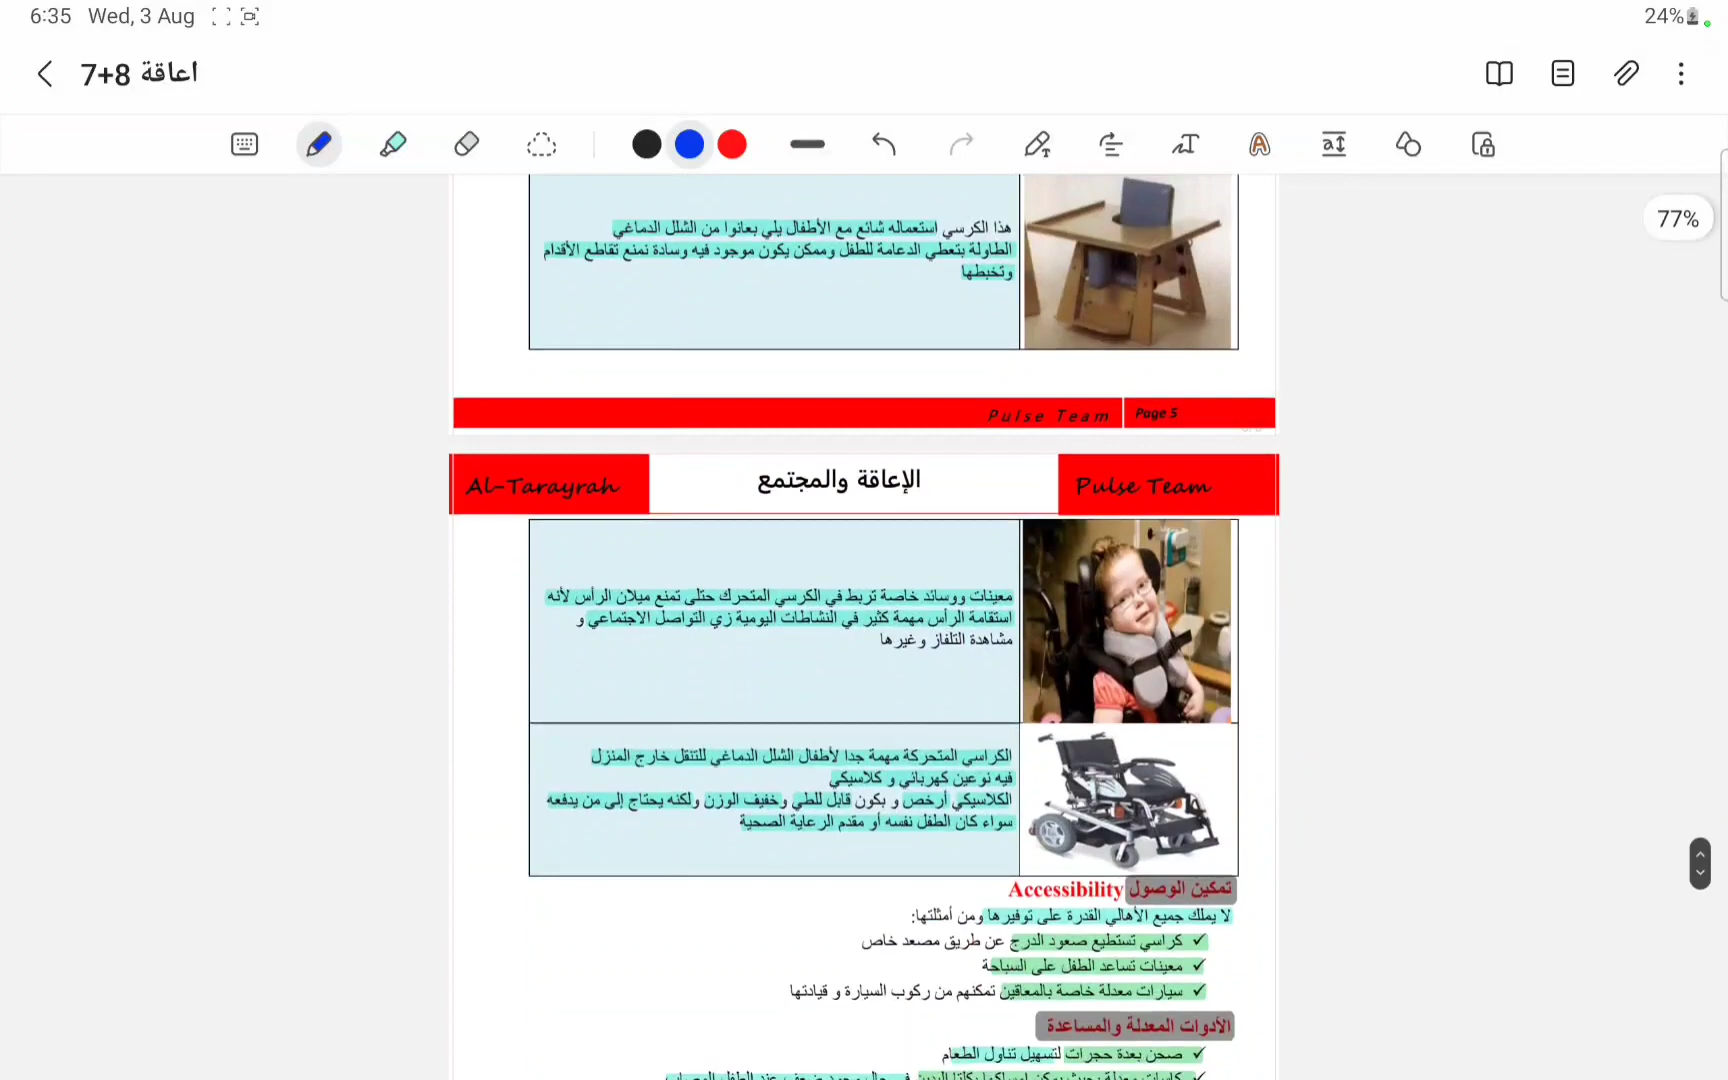 6:35 Wed, 3 Aug
24%
اعاقة 8+7
77%
هذا الكرسي استعماله شائع مع الأطفال يلي بعانوا من الشلل الدماغي
الطاولة بتعطي الدعامة للطفل وممكن يكون موجود فيه وسادة تمنع تقاطع الأقدام
وتخبطها
Pulse Team Page 5
Al-Tarayrah
الإعاقة والمجتمع
Pulse Team
معينات ووسائد خاصة تربط في الكرسي المتحرك حتلى تمنع ميلان الرأس لأنه
استقامة الرأس مهمة كثير في النشاطات اليومية زي التواصل الاجتماعي و
مشاهدة التلفاز وغيرها
الكراسي المتحركة مهمة جدا لأطفال الشلل الدماغي للتنقل خارج المنزل
فيه نوعين كهربائي و كلاسيكي
الكلاسيكي أرخص و بكون قابل للطي وخفيف الوزن ولكنه يحتاج إلى من يدفعه
سواء كان الطفل نفسه أو مقدم الرعاية الصحية
تمكين الوصول Accessibility
لا يملك جميع الأهالي القدرة على توفيرها ومن أمثلتها:
✓ كراسي تستطيع صعود الدرج عن طريق مصعد خاص
✓ معينات تساعد الطفل على السباحة
✓ سيارات معدلة خاصة بالمعاقين تمكنهم من ركوب السيارة و قيادتها
الأدوات المعدلة والمساعدة
✓ صحن بعدة حجرات لتسهيل تناول الطعام